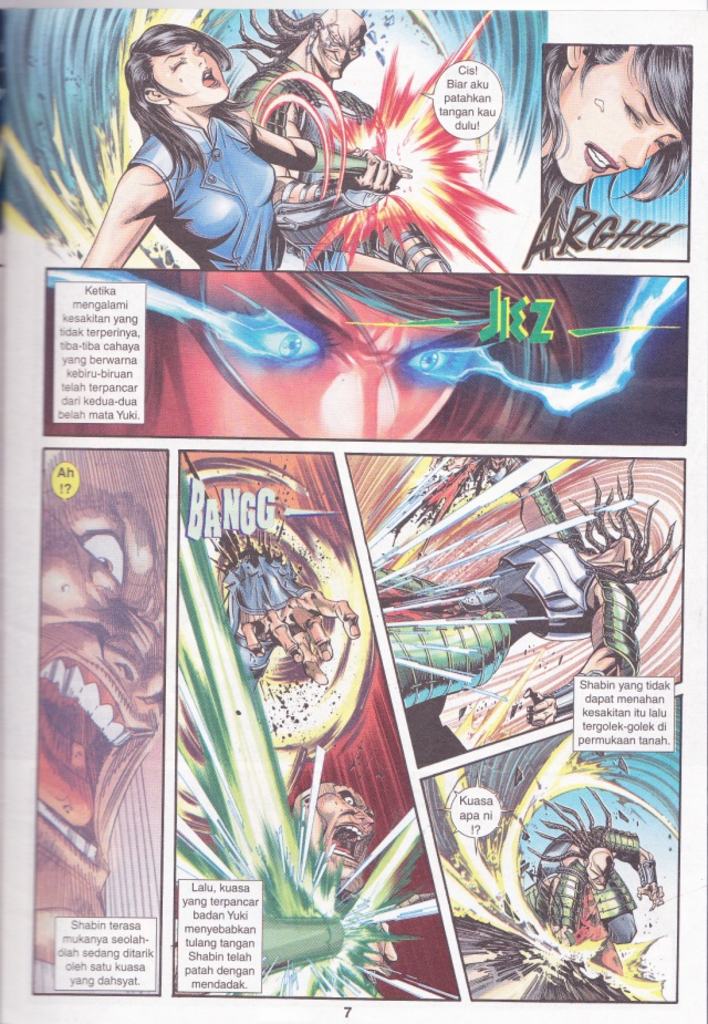 Cis!
Biar aku
patahkan
tangan kau
dulu!
ARGHH
Ketika
mengalami
kesakitan yang
tidak terperinya,
tiba-tiba cahaya
yang berwarna
kebiru-biruan
telah terpancar
dari kedua-dua
belah mata Yuki.
JIEZ
Ah
!?
Shabin terasa
mukanya seolah-
olah sedang ditarik
oleh satu kuasa
yang dahsyat.
BANGG
Lalu, kuasa
yang terpancar
badan Yuki
menyebabkan
tulang tangan
Shabin telah
patah dengan
mendadak.
Shabin yang tidak
dapat menahan
kesakitan itu lalu
tergolek-golek di
permukaan tanah.
Kuasa
apa ni
!?
7